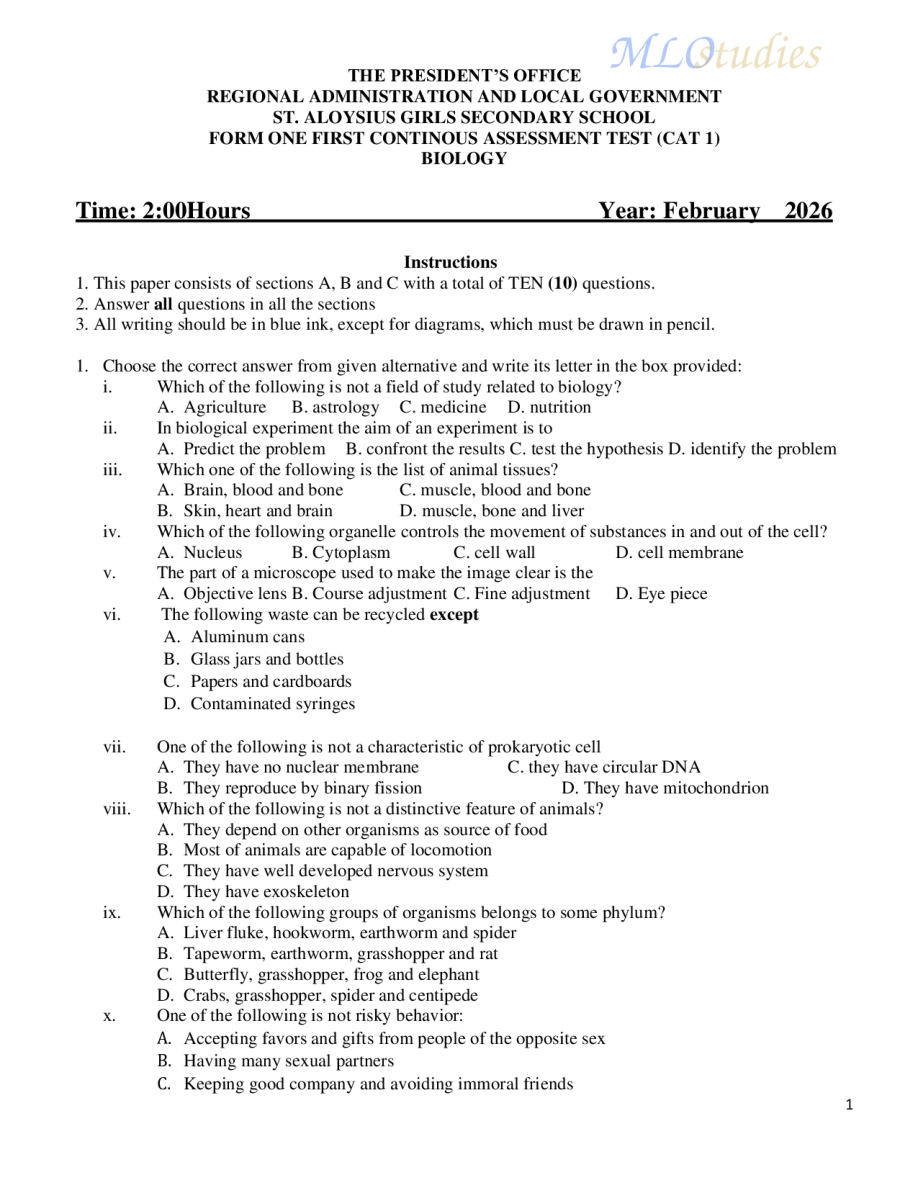 MLOstudies
THE PRESIDENT'S OFFICE
REGIONAL ADMINISTRATION AND LOCAL GOVERNMENT
ST. ALOYSIUS GIRLS SECONDARY SCHOOL
FORM ONE FIRST CONTINOUS ASSESSMENT TEST (CAT 1)
BIOLOGY
Time: 2:00Hours Year: February 2026
Instructions
1. This paper consists of sections A, B and C with a total of TEN (10) questions.
2. Answer all questions in all the sections
3. All writing should be in blue ink, except for diagrams, which must be drawn in pencil.
1. Choose the correct answer from given alternative and write its letter in the box provided:
i. Which of the following is not a field of study related to biology?
A. Agriculture B. astrology C. medicine D. nutrition
ii. In biological experiment the aim of an experiment is to
A. Predict the problem B. confront the results C. test the hypothesis D. identify the problem
iii. Which one of the following is the list of animal tissues?
A. Brain, blood and bone C. muscle, blood and bone
B. Skin, heart and brain D. muscle, bone and liver
iv. Which of the following organelle controls the movement of substances in and out of the cell?
A. Nucleus B. Cytoplasm C. cell wall D. cell membrane
v. The part of a microscope used to make the image clear is the
A. Objective lens B. Course adjustment C. Fine adjustment D. Eye piece
vi. The following waste can be recycled except
A. Aluminum cans
B. Glass jars and bottles
C. Papers and cardboards
D. Contaminated syringes
vii. One of the following is not a characteristic of prokaryotic cell
A. They have no nuclear membrane C. they have circular DNA
B. They reproduce by binary fission D. They have mitochondrion
viii. Which of the following is not a distinctive feature of animals?
A. They depend on other organisms as source of food
B. Most of animals are capable of locomotion
C. They have well developed nervous system
D. They have exoskeleton
ix. Which of the following groups of organisms belongs to some phylum?
A. Liver fluke, hookworm, earthworm and spider
B. Tapeworm, earthworm, grasshopper and rat
C. Butterfly, grasshopper, frog and elephant
D. Crabs, grasshopper, spider and centipede
x. One of the following is not risky behavior:
A. Accepting favors and gifts from people of the opposite sex
B. Having many sexual partners
C. Keeping good company and avoiding immoral friends
1